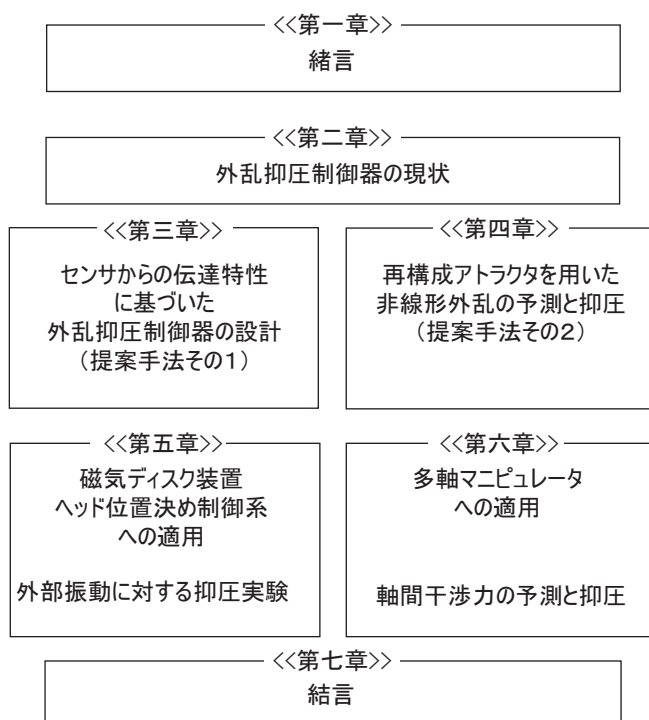 <<第一章>>
緒言
<<第二章>>
外乱抑圧制御器の現状
<<第三章>>
センサからの伝達特性
に基づいた
外乱抑圧制御器の設計
（提案手法その１）
<<第四章>>
再構成アトラクタを用いた
非線形外乱の予測と抑圧
（提案手法その２）
<<第五章>>
磁気ディスク装置
ヘッド位置決め制御系
への適用
外部振動に対する抑圧実験
<<第六章>>
多軸マニピュレータ
への適用
軸間干渉力の予測と抑圧
<<第七章>>
結言